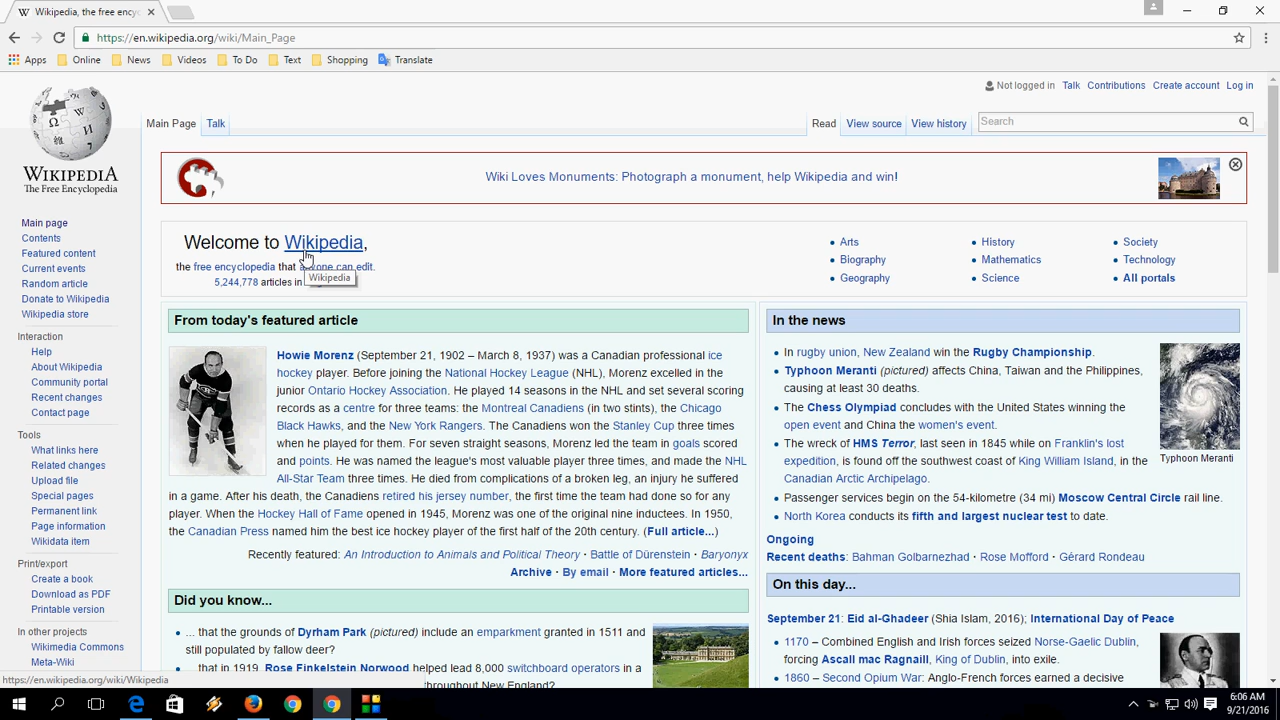 Wikipedia, the free ency
https://en.wikipedia.org/wiki/Main_Page
Apps Online News Videos To Do Text Shopping Translate
Not logged in Talk Contributions Create account Log in
Main Page Talk Read View source View history Search
WIKIPEDIA
The Free Encyclopedia
Main page
Contents
Featured content
Current events
Random article
Donate to Wikipedia
Wikipedia store
Interaction
Help
About Wikipedia
Community portal
Recent changes
Contact page
Tools
What links here
Related changes
Upload file
Special pages
Permanent link
Page information
Wikidata item
Print/export
Create a book
Download as PDF
Printable version
In other projects
Wikimedia Commons
Meta-Wiki
Wiki Loves Monuments: Photograph a monument, help Wikipedia and win!
Welcome to Wikipedia,
the free encyclopedia that anyone can edit.
5,244,778 articles in
Wikipedia
Arts History Society
Biography Mathematics Technology
Geography Science All portals
From today's featured article
Howie Morenz (September 21, 1902 – March 8, 1937) was a Canadian professional ice
hockey player. Before joining the National Hockey League (NHL), Morenz excelled in the
junior Ontario Hockey Association. He played 14 seasons in the NHL and set several scoring
records as a centre for three teams: the Montreal Canadiens (in two stints), the Chicago
Black Hawks, and the New York Rangers. The Canadiens won the Stanley Cup three times
when he played for them. For seven straight seasons, Morenz led the team in goals scored
and points. He was named the league's most valuable player three times, and made the NHL
All-Star Team three times. He died from complications of a broken leg, an injury he suffered
in a game. After his death, the Canadiens retired his jersey number, the first time the team had done so for any
player. When the Hockey Hall of Fame opened in 1945, Morenz was one of the original nine inductees. In 1950,
the Canadian Press named him the best ice hockey player of the first half of the 20th century. (Full article...)
Recently featured: An Introduction to Animals and Political Theory · Battle of Dürenstein · Baryonyx
Archive · By email · More featured articles...
Did you know...
... that the grounds of Dyrham Park (pictured) include an emparkment granted in 1511 and
still populated by fallow deer?
that in 1919, Rose Finkelstein Norwood helped lead 8,000 switchboard operators in a
throughout New England?
In the news
In rugby union, New Zealand win the Rugby Championship.
Typhoon Meranti (pictured) affects China, Taiwan and the Philippines,
causing at least 30 deaths.
The Chess Olympiad concludes with the United States winning the
open event and China the women's event.
The wreck of HMS Terror, last seen in 1845 while on Franklin's lost
expedition, is found off the southwest coast of King William Island, in the
Canadian Arctic Archipelago.
Typhoon Meranti
Passenger services begin on the 54-kilometre (34 mi) Moscow Central Circle rail line.
North Korea conducts its fifth and largest nuclear test to date.
Ongoing
Recent deaths: Bahman Golbarnezhad · Rose Mofford · Gérard Rondeau
On this day...
September 21: Eid al-Ghadeer (Shia Islam, 2016); International Day of Peace
1170 – Combined English and Irish forces seized Norse-Gaelic Dublin,
forcing Ascall mac Ragnaill, King of Dublin, into exile.
1860 – Second Opium War: Anglo-French forces earned a decisive
https://en.wikipedia.org/wiki/Wikipedia
6:06 AM
9/21/2016